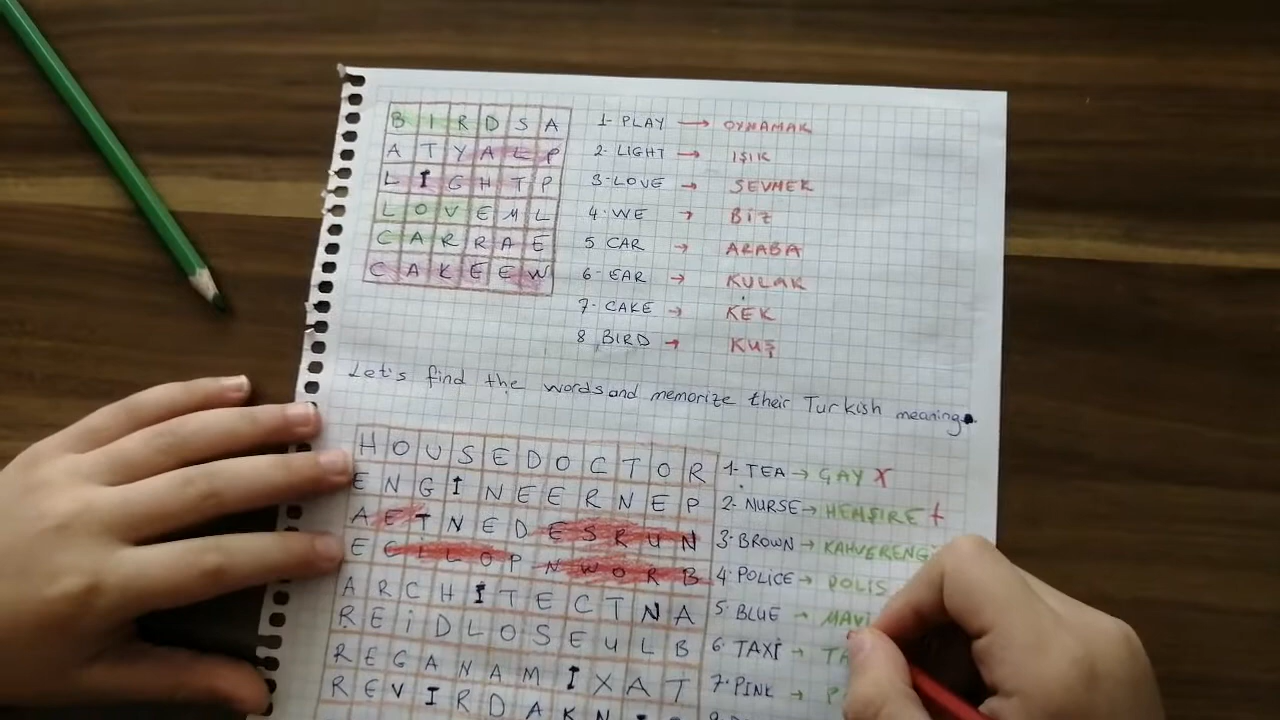 B I R D S A
A T Y A L P
L I G H T P
L O V E M L
C A R R A E
C A K E E W
1- PLAY → OYNAMAK
2- LIGHT → IŞIK
3- LOVE → SEVMEK
4- WE → BİZ
5 CAR → ARABA
6- EAR → KULAK
7- CAKE → KEK
8 BIRD → KUŞ
Let's find the words and memorize their Turkish meaning.
H O U S E D O C T O R
E N G I N E E R N E P
A E T N E D E S R U N
E C İ L O P N W O R B
A R C H I T E C T N A
R E İ D L O S E U L B
R E G A N A M I X A T
R E V I R D A K N
1- TEA → ÇAY X
2- NURSE → HEMŞİRE +
3- BROWN → KAHVERENGİ
4- POLICE → POLİS
5- BLUE → MAVİ
6- TAXİ →
7- PINK →